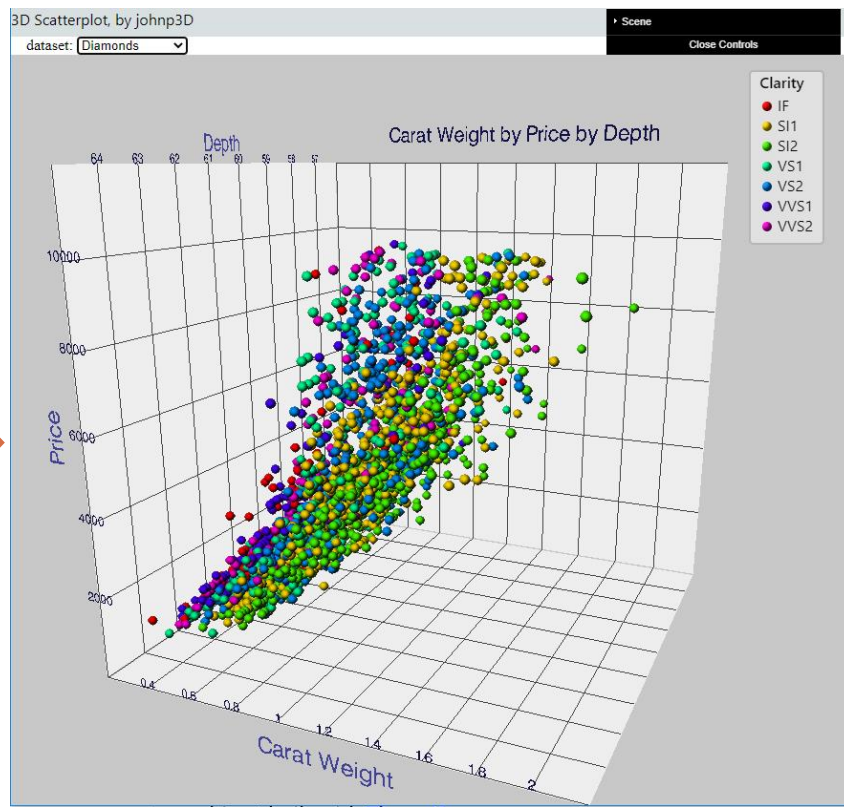 3D Scatterplot, by johnp3D
Scene
dataset: Diamonds
Close Controls
Clarity
IF
SI1
SI2
VS1
VS2
VVS1
VVS2
Carat Weight by Price by Depth
Depth
64 63 62 61 60 59 58 57
10000
8000
6000
4000
2000
Price
0.4 0.6 0.8 1 1.2 1.4 1.6 1.8 2
Carat Weight